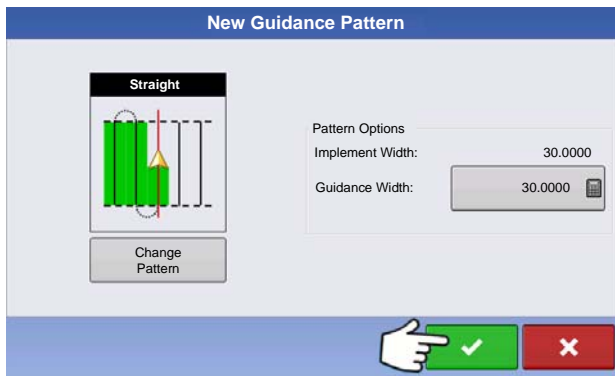 New Guidance Pattern
Straight
Change
Pattern
Pattern Options
Implement Width: 30.0000
Guidance Width: 30.0000